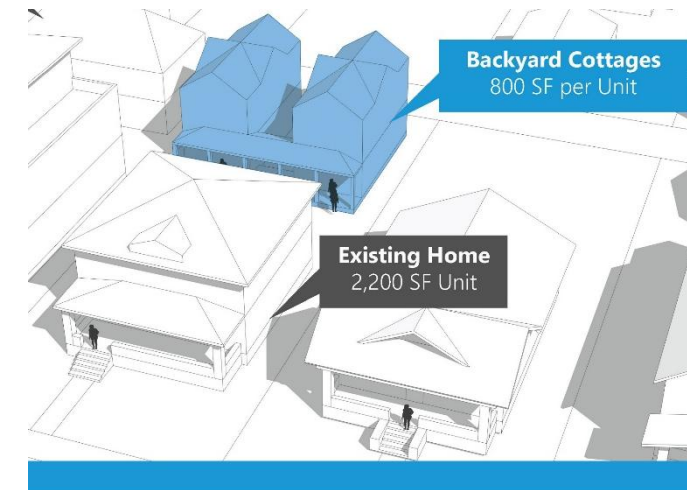 Backyard Cottages
800 SF per Unit
Existing Home
2,200 SF Unit